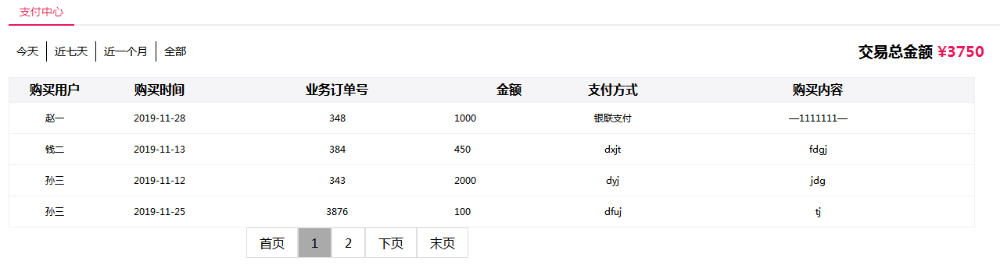 支付中心
今天 近七天 近一个月 全部 交易总金额 ¥3750
购买用户 购买时间 业务订单号 金额 支付方式 购买内容
赵一 2019-11-28 348 1000 银联支付 —1111111—
钱二 2019-11-13 384 450 dxjt fdgj
孙三 2019-11-12 343 2000 dyj jdg
孙三 2019-11-25 3876 100 dfuj tj
首页 1 2 下页 末页